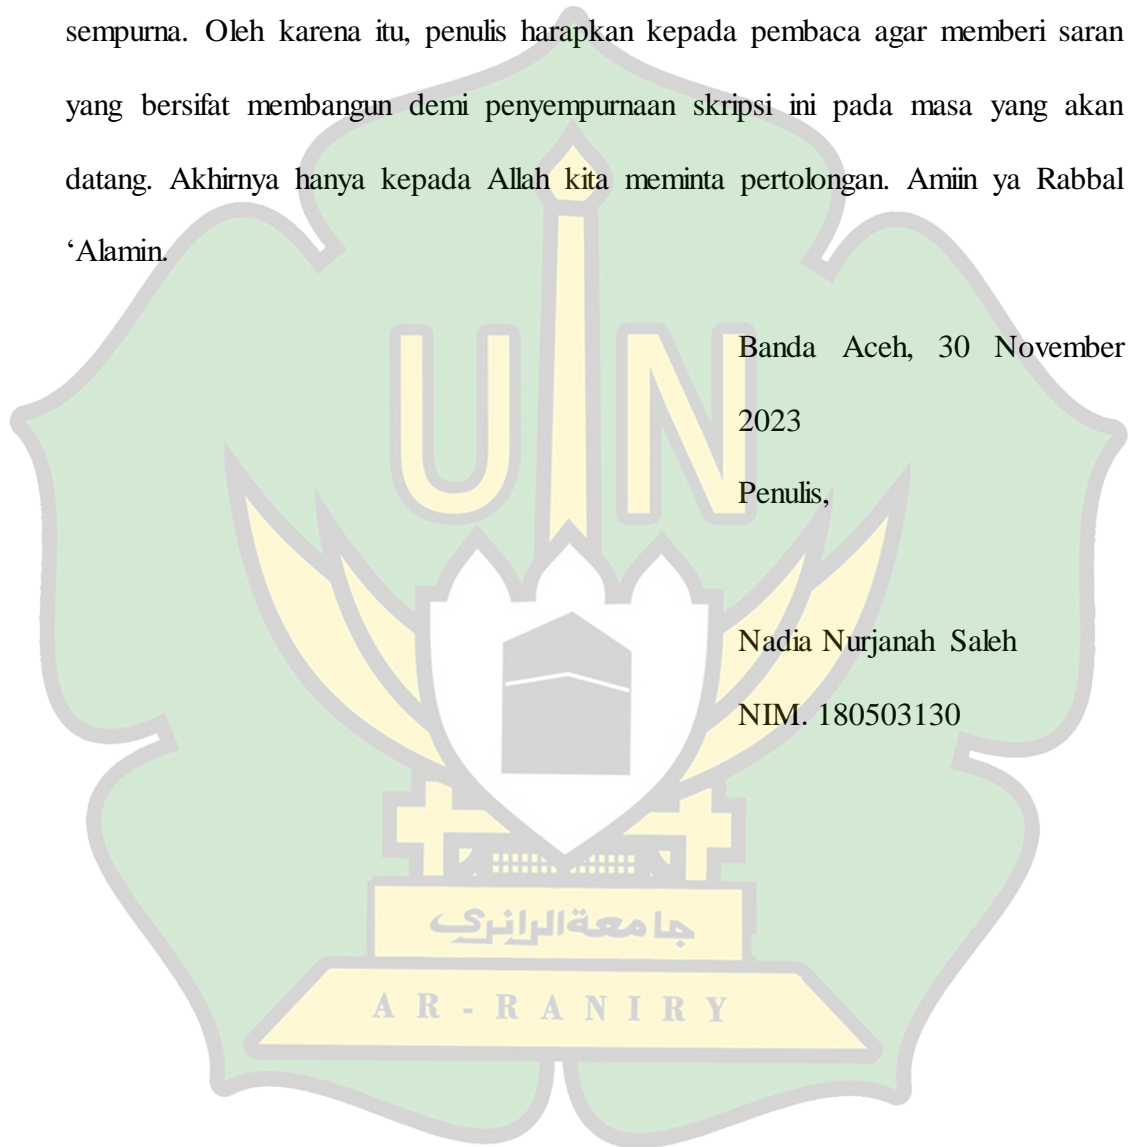 sempurna. Oleh karena itu, penulis harapkan kepada pembaca agar memberi saran
yang bersifat membangun demi penyempurnaan skripsi ini pada masa yang akan
datang. Akhirnya hanya kepada Allah kita meminta pertolongan. Amiin ya Rabbal
‘Alamin.
Banda Aceh, 30 November
2023
Penulis,
Nadia Nurjanah Saleh
NIM. 180503130
UIN
جامعةالرانري
AR-RANIRY